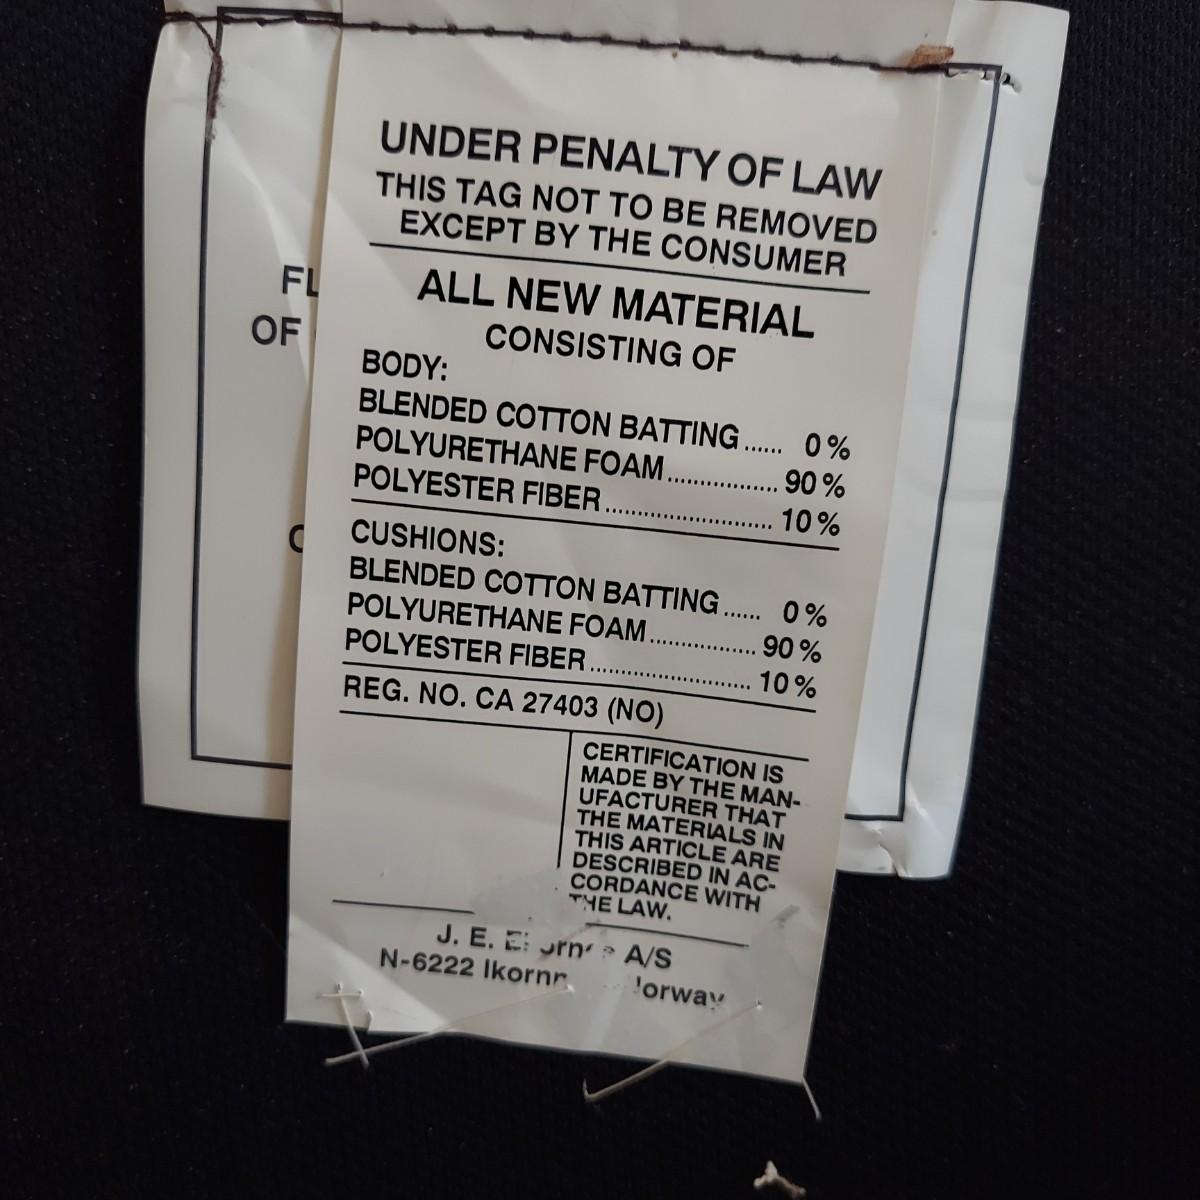 UNDER PENALTY OF LAW
THIS TAG NOT TO BE REMOVED
EXCEPT BY THE CONSUMER
ALL NEW MATERIAL
CONSISTING OF
BODY:
BLENDED COTTON BATTING ...... 0 %
POLYURETHANE FOAM ................. 90 %
POLYESTER FIBER ........................... 10 %
CUSHIONS:
BLENDED COTTON BATTING ...... 0 %
POLYURETHANE FOAM ................. 90 %
POLYESTER FIBER .......................... 10 %
REG. NO. CA 27403 (NO)
CERTIFICATION IS
MADE BY THE MAN-
UFACTURER THAT
THE MATERIALS IN
THIS ARTICLE ARE
DESCRIBED IN AC-
CORDANCE WITH
THE LAW.
J. E. A/S
N-6222
OF